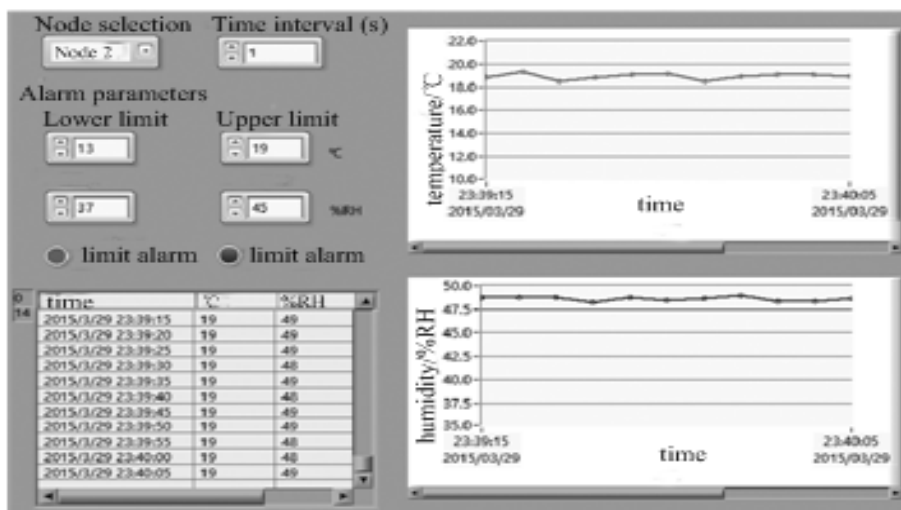 Node selection Time interval (s)
Node 2 1
Alarm parameters
Lower limit Upper limit
13 19 °C
37 45 %RH
limit alarm limit alarm
0
14
time °C %RH
2015/3/29 23:39:15 19 49
2015/3/29 23:39:20 19 49
2015/3/29 23:39:25 19 49
2015/3/29 23:39:30 19 48
2015/3/29 23:39:35 19 49
2015/3/29 23:39:40 19 48
2015/3/29 23:39:45 19 49
2015/3/29 23:39:50 19 49
2015/3/29 23:39:55 19 48
2015/3/29 23:40:00 19 48
2015/3/29 23:40:05 19 49
temperature/°C
22.0
20.0
18.0
16.0
14.0
12.0
10.0
23:39:15 23:40:05
2015/03/29 time 2015/03/29
humidity/%RH
50.0
47.5
45.0
42.5
40.0
37.5
35.0
23:39:15 23:40:05
2015/03/29 time 2015/03/29